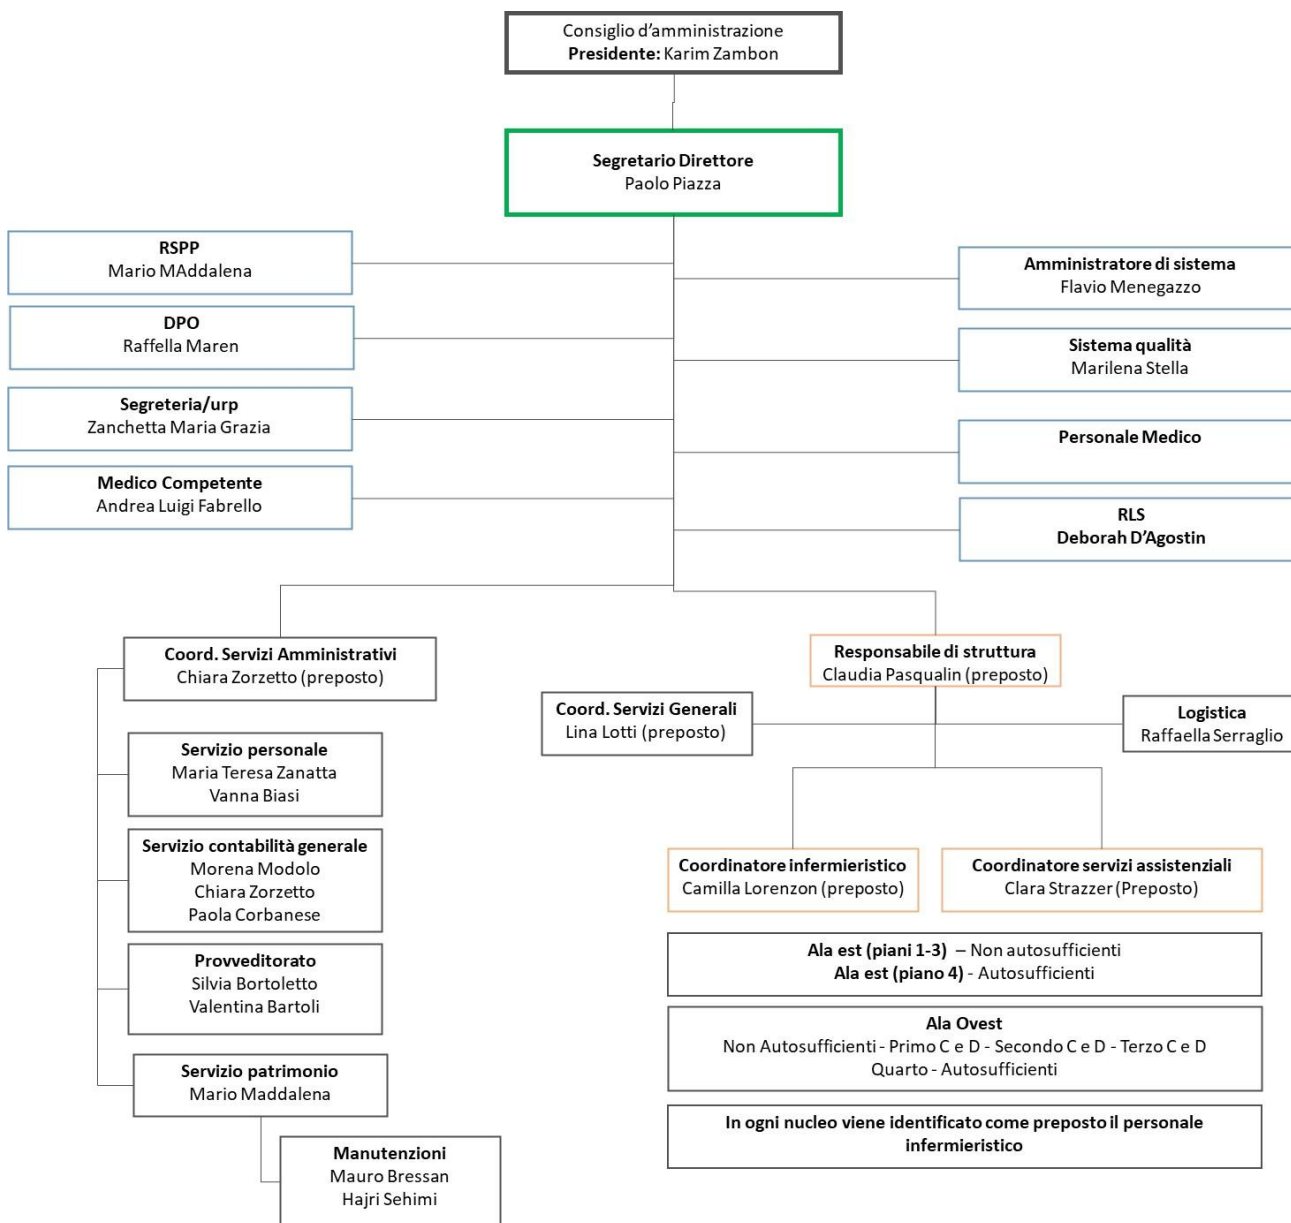 Consiglio d’amministrazione
Presidente: Karim Zambon
Segretario Direttore
Paolo Piazza
RSPP
Mario MAddalena
Amministratore di sistema
Flavio Menegazzo
DPO
Raffella Maren
Sistema qualità
Marilena Stella
Segreteria/urp
Zanchetta Maria Grazia
Personale Medico
Medico Competente
Andrea Luigi Fabrello
RLS
Deborah D’Agostin
Coord. Servizi Amministrativi
Chiara Zorzetto (preposto)
Servizio personale
Maria Teresa Zanatta
Vanna Biasi
Servizio contabilità generale
Morena Modolo
Chiara Zorzetto
Paola Corbanese
Provveditorato
Silvia Bortoletto
Valentina Bartoli
Servizio patrimonio
Mario Maddalena
Manutenzioni
Mauro Bressan
Hajri Sehimi
Responsabile di struttura
Claudia Pasqualin (preposto)
Coord. Servizi Generali
Lina Lotti (preposto)
Logistica
Raffaella Serraglio
Coordinatore infermieristico
Camilla Lorenzon (preposto)
Coordinatore servizi assistenziali
Clara Strazzer (Preposto)
Ala est (piani 1-3) – Non autosufficienti
Ala est (piano 4) - Autosufficienti
Ala Ovest
Non Autosufficienti - Primo C e D - Secondo C e D - Terzo C e D
Quarto - Autosufficienti
In ogni nucleo viene identificato come preposto il personale
infermieristico